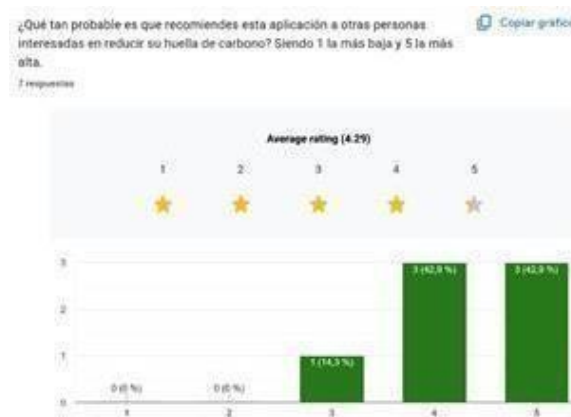 ¿Qué tan probable es que recomiendes esta aplicación a otras personas
interesadas en reducir su huella de carbono? Siendo 1 la más baja y 5 la más
alta.
Copiar gráfico
7 respuestas
Average rating (4.29)
1 2 3 4 5
3
2
1
0
0 (0 %) 0 (0 %) 1 (14,3 %) 3 (42,9 %) 3 (42,9 %)
1 2 3 4 5